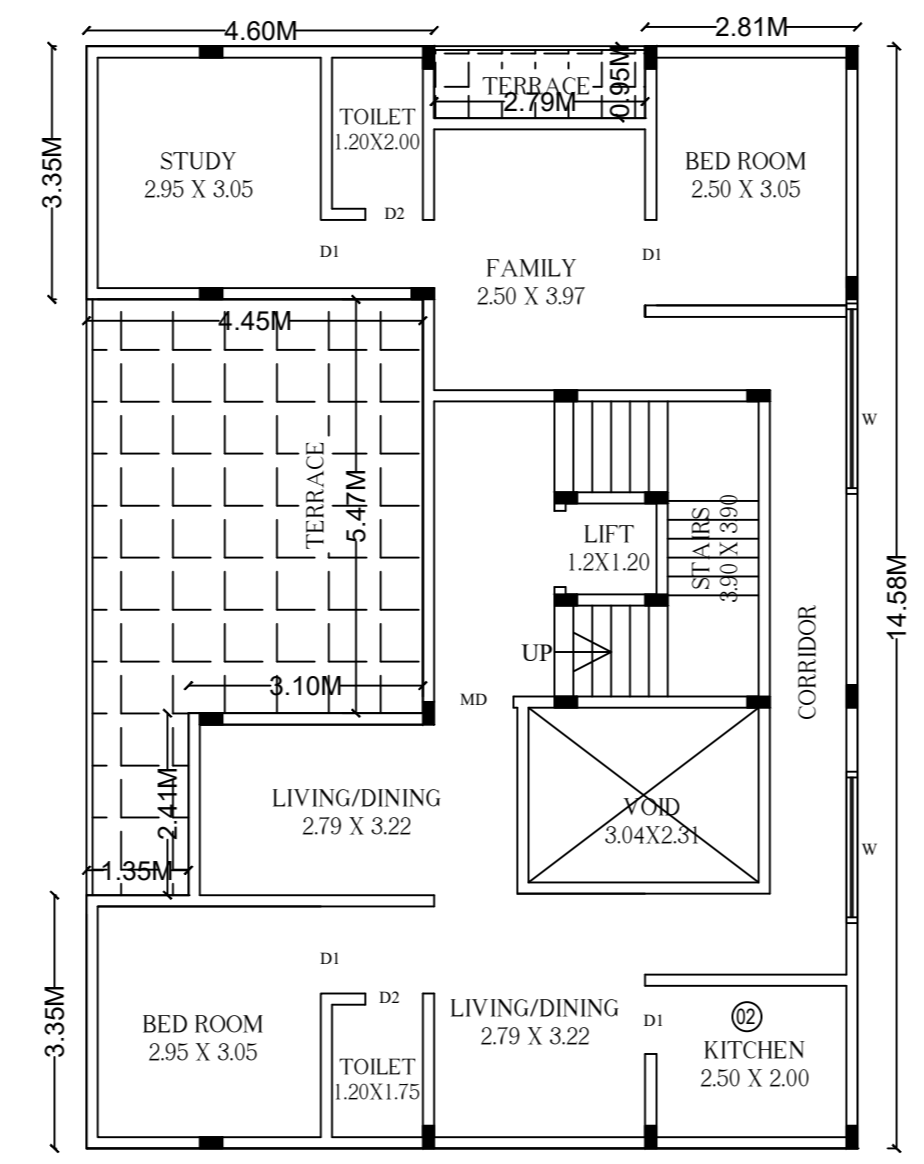 4.60M
2.81M
TERRACE
2.79M
0.95M
TOILET
1.20X2.00
3.35M
STUDY
2.95 X 3.05
BED ROOM
2.50 X 3.05
D2
D1
D1
FAMILY
2.50 X 3.97
4.45M
W
TERRACE
5.47M
LIFT
1.2X1.20
STAIRS
3.90 X 3.90
14.58M
UP
CORRIDOR
3.10M
MD
LIVING/DINING
2.79 X 3.22
2.41M
VOID
3.04X2.31
W
1.35M
D1
D2
3.35M
BED ROOM
2.95 X 3.05
LIVING/DINING
2.79 X 3.22
D1
02
KITCHEN
2.50 X 2.00
TOILET
1.20X1.75